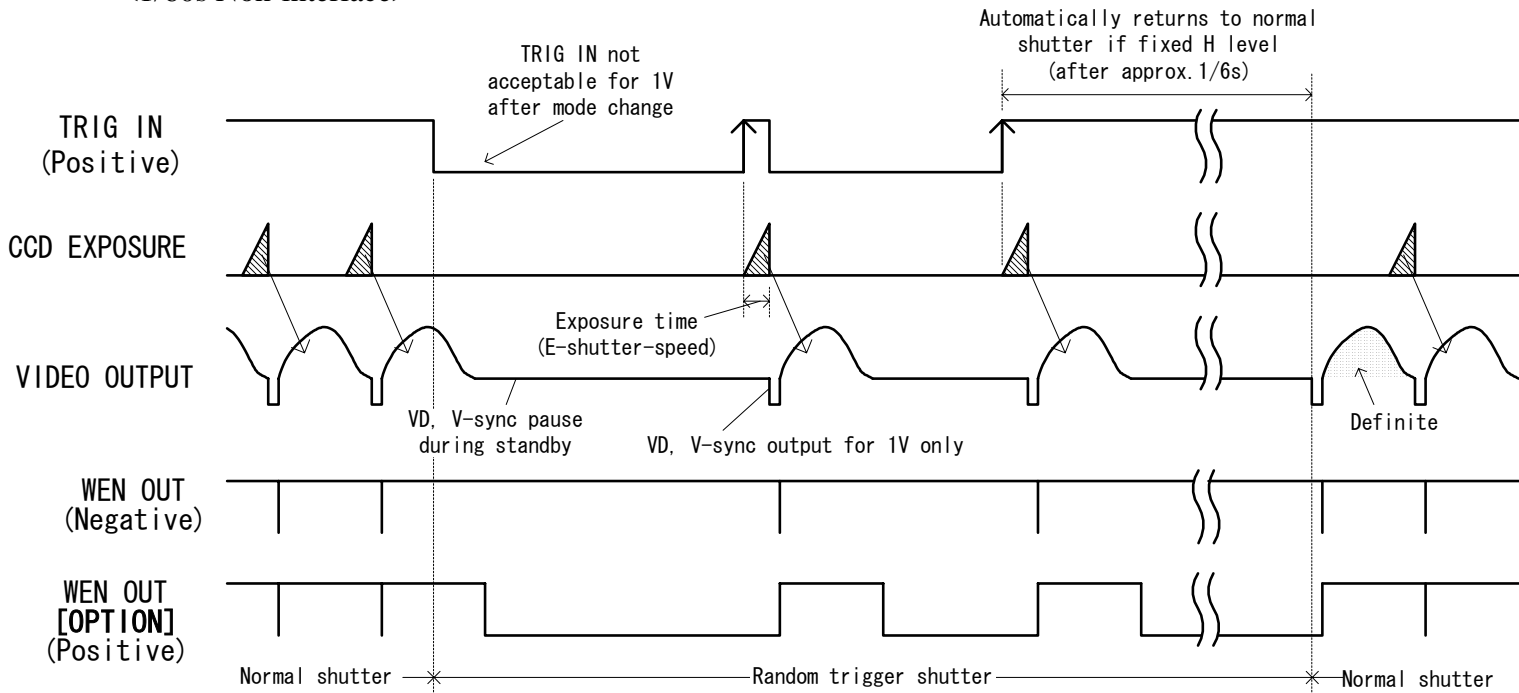 Automatically returns to normal
shutter if fixed H level
(after approx.1/6s)
TRIG IN not
acceptable for 1V
after mode change
TRIG IN
(Positive)
CCD EXPOSURE
Exposure time
(E-shutter-speed)
VIDEO OUTPUT
VD, V-sync pause
during standby
VD, V-sync output for 1V only
Definite
WEN OUT
(Negative)
WEN OUT
[OPTION]
(Positive)
Normal shutter
Random trigger shutter
Normal shutter